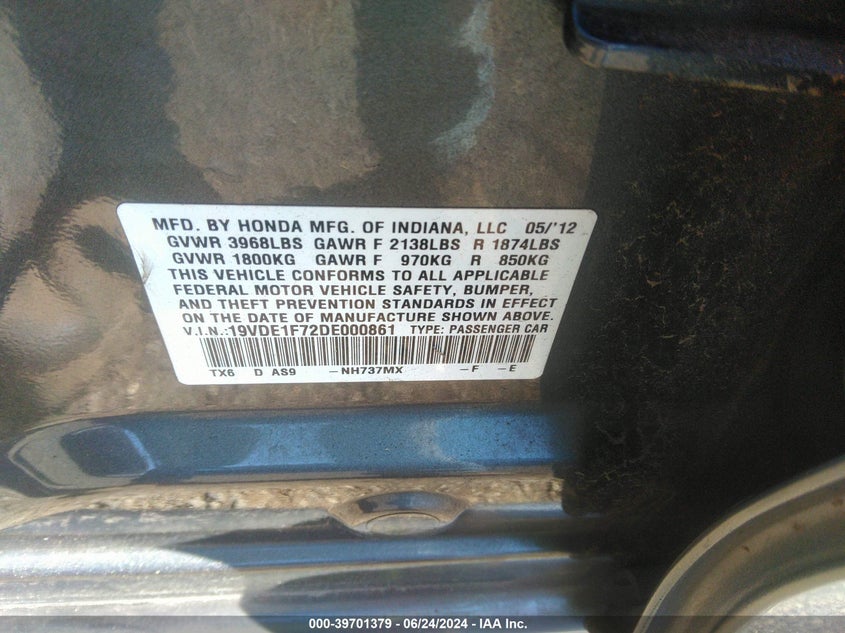 MFD. BY HONDA MFG. OF INDIANA, LLC 05/'12
GVWR 3968LBS GAWR F 2138LBS R 1874LBS
GVWR 1800KG GAWR F 970KG R 850KG
THIS VEHICLE CONFORMS TO ALL APPLICABLE
FEDERAL MOTOR VEHICLE SAFETY, BUMPER,
AND THEFT PREVENTION STANDARDS IN EFFECT
ON THE DATE OF MANUFACTURE SHOWN ABOVE.
V.I.N.:19VDE1F72DE000861 TYPE: PASSENGER CAR
TX6 D AS9 –NH737MX –F –E
000-39701379 - 06/24/2024 - IAA Inc.